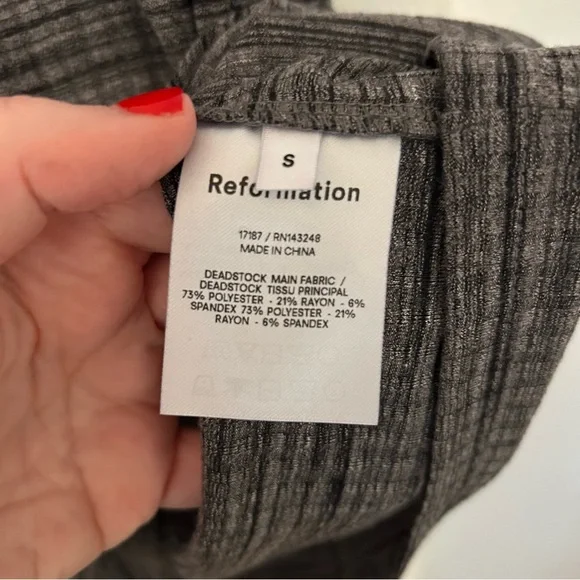 S
Reformation
17187 / RN143248
MADE IN CHINA
DEADSTOCK MAIN FABRIC /
DEADSTOCK TISSU PRINCIPAL
73% POLYESTER - 21% RAYON - 6%
SPANDEX 73% POLYESTER - 21%
RAYON - 6% SPANDEX